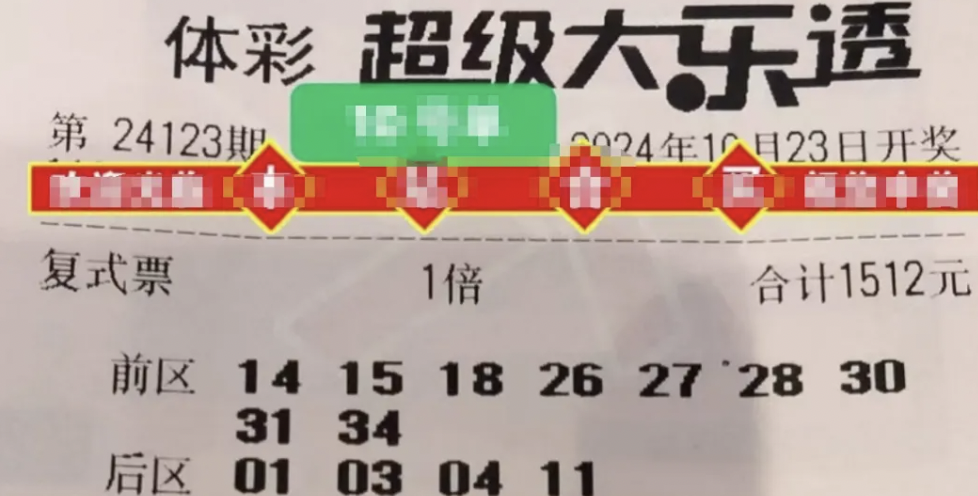 体彩 超级大乐透
第 24123期
2024年10月23日开奖
复式票 1倍 合计1512元
前区 14 15 18 26 27 28 30
31 34
后区 01 03 04 11